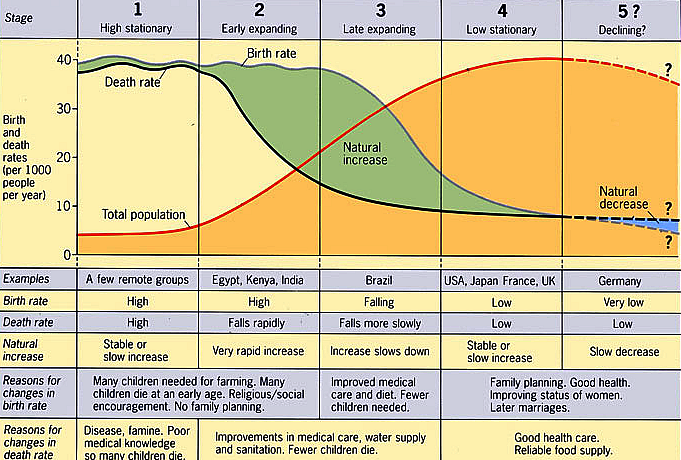 Stage
1
High stationary
2
Early expanding
3
Late expanding
4
Low stationary
5 ?
Declining?
Birth and death rates (per 1000 people per year)
40
30
20
10
0
Birth rate
Death rate
Natural increase
Total population
Natural decrease
?
?
?
Examples
A few remote groups
Egypt, Kenya, India
Brazil
USA, Japan France, UK
Germany
Birth rate
High
High
Falling
Low
Very low
Death rate
High
Falls rapidly
Falls more slowly
Low
Low
Natural increase
Stable or slow increase
Very rapid increase
Increase slows down
Stable or slow increase
Slow decrease
Reasons for changes in birth rate
Many children needed for farming. Many
children die at an early age. Religious/social
encouragement. No family planning.
Improved medical
care and diet. Fewer
children needed.
Family planning. Good health.
Improving status of women.
Later marriages.
Reasons for changes in death rate
Disease, famine. Poor
medical knowledge
so many children die.
Improvements in medical care, water supply
and sanitation. Fewer children die.
Good health care.
Reliable food supply.